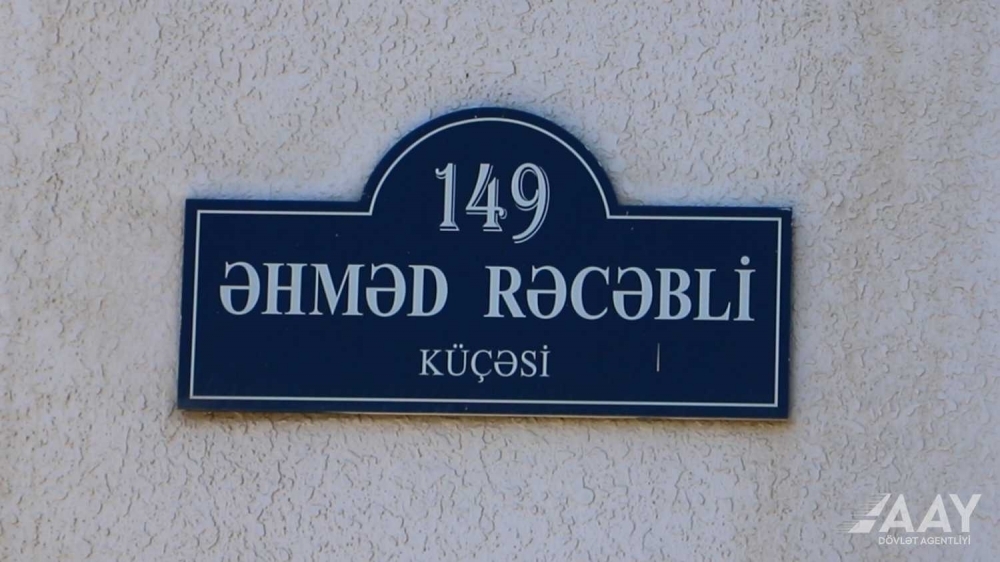 149
ƏHMƏD RƏCƏBLİ
KÜÇƏSİ
AAY
DÖVLƏT AGENTLİYİ